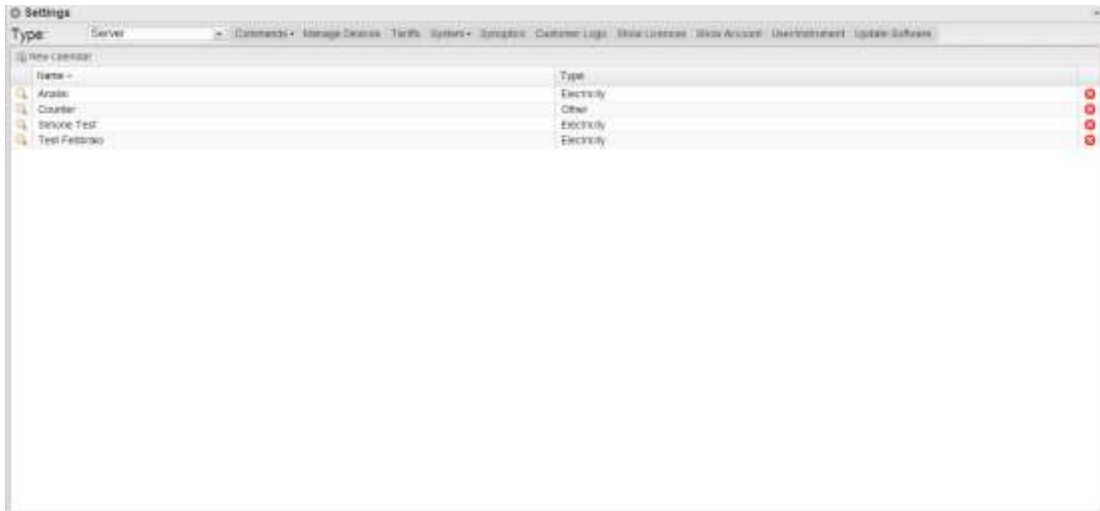 Settings
Type: Server Commands Manage Devices Tariffs System Synoptics Customer Logo Show Licences Show Account User/Instrument Update Software
New calendar
Name Type
Electricity
Counter Other
Simone Test Electricity
Test Febbraio Electricity